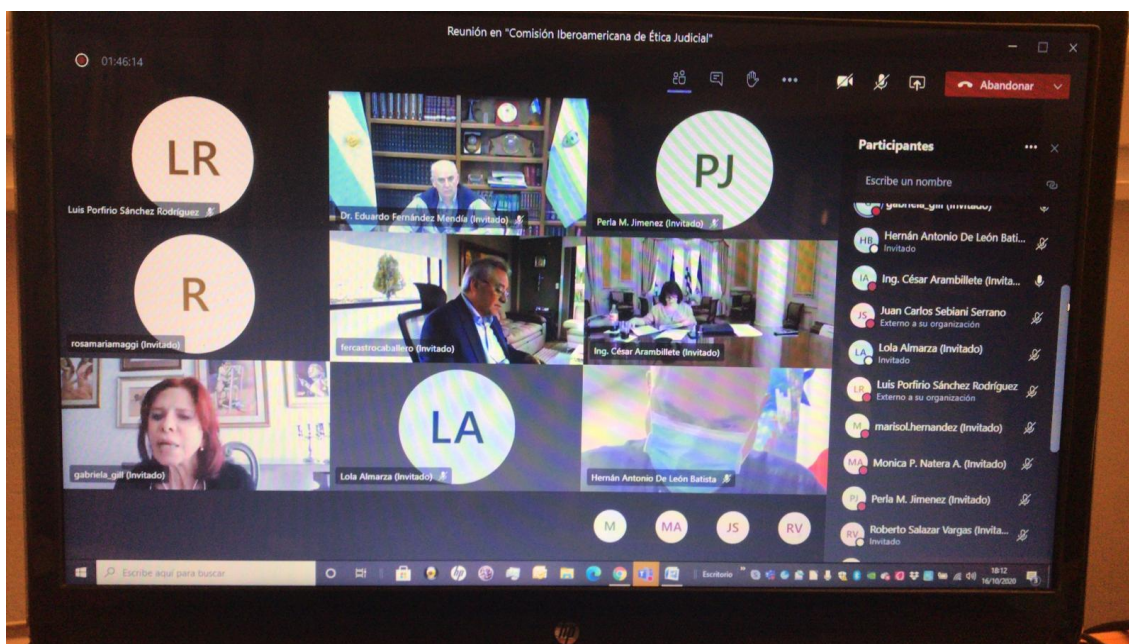 Reunión en "Comisión Iberoamericana de Ética Judicial"
01:46:14
Abandonar
LR
Luis Porfirio Sánchez Rodríguez
Dr. Eduardo Fernández Mendía (Invitado)
PJ
Perla M. Jimenez (Invitado)
R
rosamariamaggi (Invitado)
fercastrocaballero (Invitado)
Ing. César Arambillete (Invitado)
gabriela_gill (Invitado)
LA
Lola Almarza (Invitado)
Hernán Antonio De León Batista
M
MA
JS
RV
Participantes
Escribe un nombre
gabriela_gill (Invitado)
HB
Hernán Antonio De León Bati...
Invitado
IA
Ing. César Arambillete (Invita...
JS
Juan Carlos Sebiani Serrano
Externo a su organización
LA
Lola Almarza (Invitado)
Invitado
LR
Luis Porfirio Sánchez Rodríguez
Externo a su organización
M
marisol.hernandez (Invitado)
MA
Monica P. Natera A. (Invitado)
PJ
Perla M. Jimenez (Invitado)
RV
Roberto Salazar Vargas (Invita...
Invitado
Escribe aquí para buscar
Escritorio
18:12
16/10/2020
hp